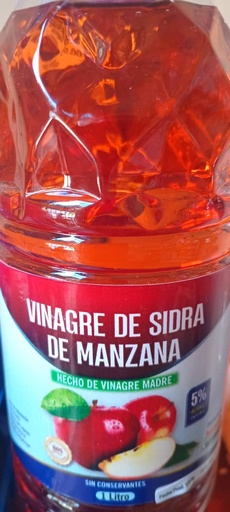 VINAGRE DE SIDRA
DE MANZANA
HECHO DE VINAGRE MADRE
5%
SIN CONSERVANTES
1 Litro